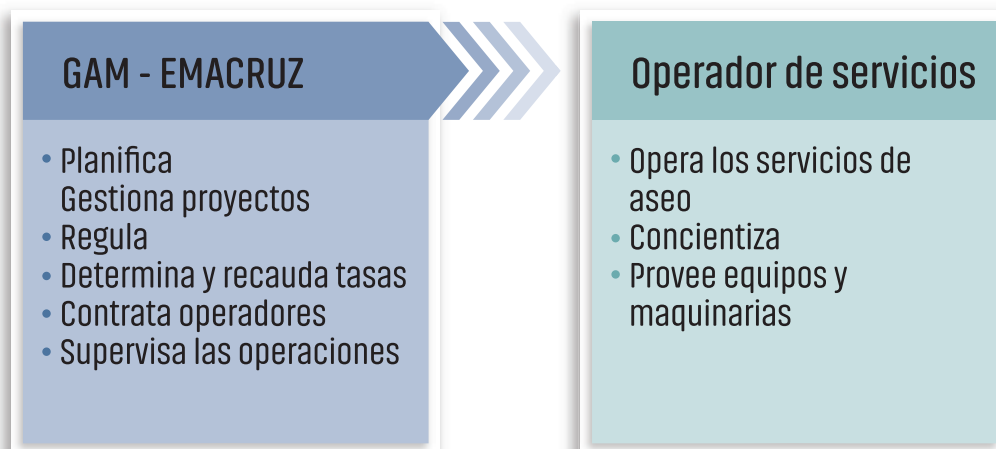 GAM - EMACRUZ
• Planifica
Gestiona proyectos
• Regula
• Determina y recauda tasas
• Contrata operadores
• Supervisa las operaciones
Operador de servicios
• Opera los servicios de
aseo
• Concientiza
• Provee equipos y
maquinarias